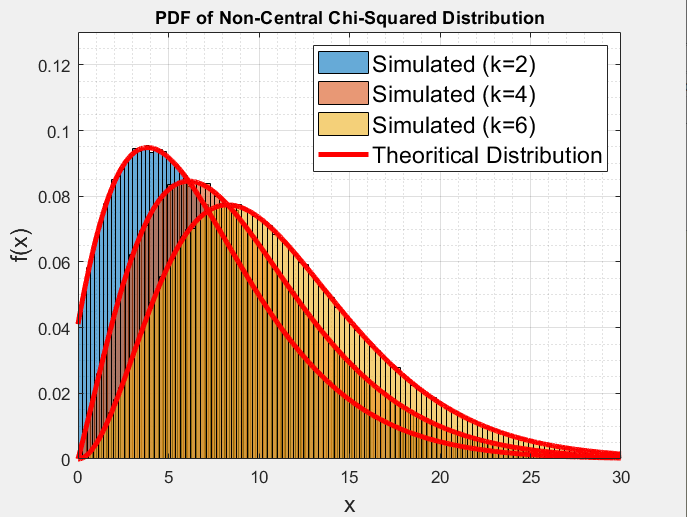 PDF of Non-Central Chi-Squared Distribution
Simulated (k=2)
Simulated (k=4)
Simulated (k=6)
Theoritical Distribution
0.12
0.1
0.08
0.06
0.04
0.02
0
f(x)
0 5 10 15 20 25 30
x